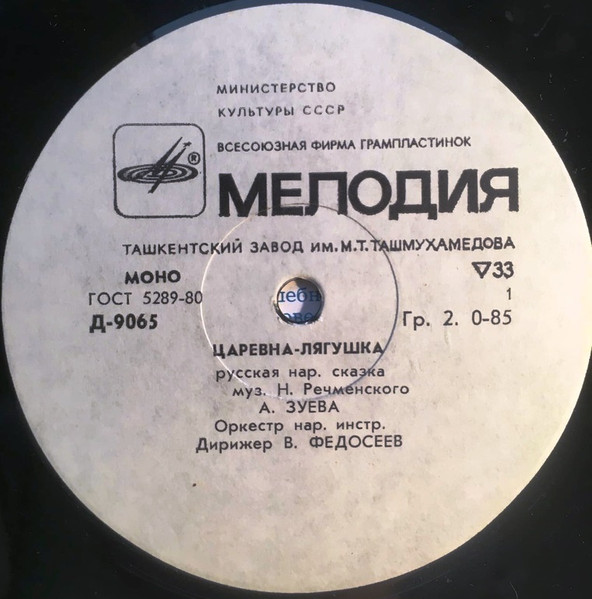 МИНИСТЕРСТВО
КУЛЬТУРЫ СССР
ВСЕСОЮЗНАЯ ФИРМА ГРАМПЛАСТИНОК
®
МЕЛОДИЯ
ТАШКЕНТСКИЙ ЗАВОД ИМ. М.Т. ТАШМУХАМЕДОВА
МОНО ▽33
ГОСТ 5289-80 1
Д-9065 Гр. 2. 0-85
ЦАРЕВНА-ЛЯГУШКА
русская нар. сказка
муз. Н. Речменского
А. ЗУЕВА
Оркестр нар. инстр.
Дирижер В. ФЕДОСЕЕВ